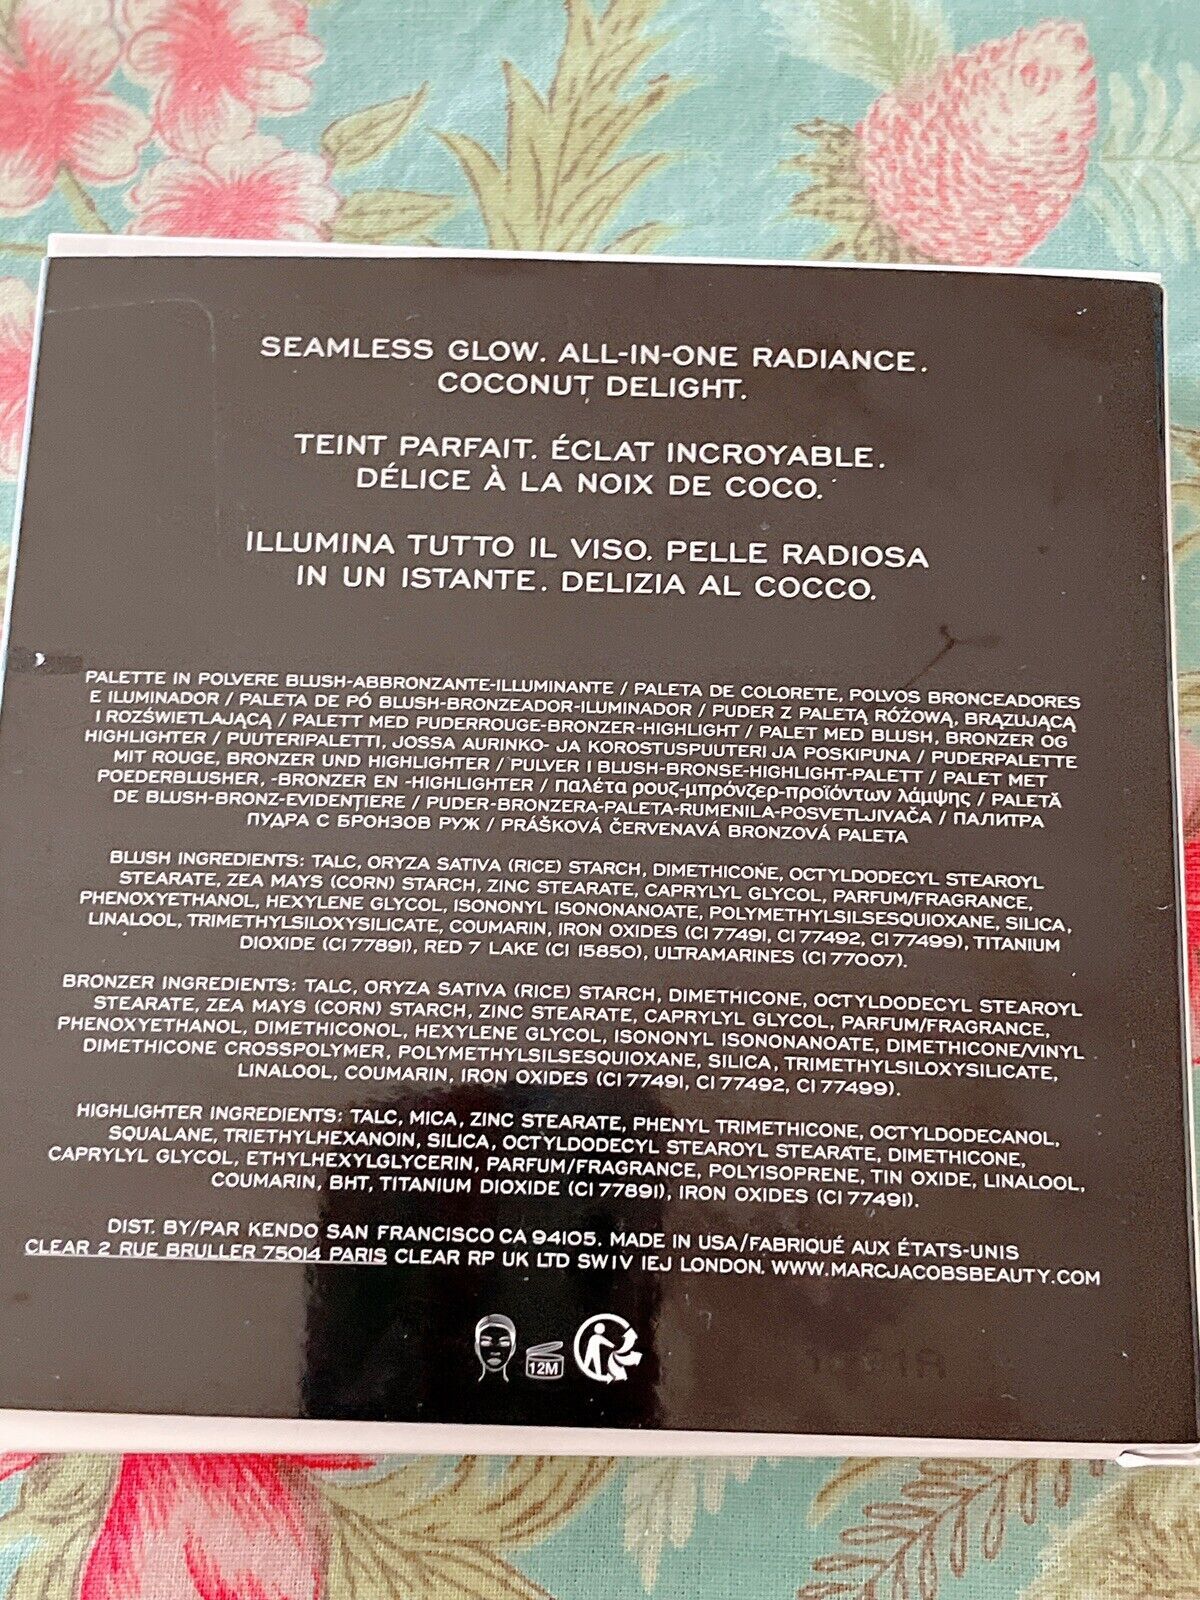 SEAMLESS GLOW. ALL-IN-ONE RADIANCE.
COCONUT DELIGHT.
TEINT PARFAIT. ÉCLAT INCROYABLE.
DÉLICE À LA NOIX DE COCO.
ILLUMINA TUTTO IL VISO. PELLE RADIOSA
IN UN ISTANTE. DELIZIA AL COCCO.
PALETTE IN POLVERE BLUSH-ABBRONZANTE-ILLUMINANTE / PALETA DE COLORETE, POLVOS BRONCEADORES
E ILUMINADOR / PALETA DE PÓ BLUSH-BRONZEADOR-ILUMINADOR / PUDER Z PALETĄ RÓŻOWĄ, BRĄZUJĄCĄ
I ROZŚWIETLAJĄCĄ / PALETT MED PUDERROUGE-BRONZER-HIGHLIGHT / PALET MED BLUSH, BRONZER OG
HIGHLIGHTER / PUUTERIPALETTI, JOSSA AURINKO- JA KOROSTUSPUUTERI JA POSKIPUNA / PUDERPALETTE
MIT ROUGE, BRONZER UND HIGHLIGHTER / PULVER I BLUSH-BRONSE-HIGHLIGHT-PALETT / PALET MET
POEDERBLUSHER, -BRONZER EN -HIGHLIGHTER / παλέτα ρουζ-μπρόνζερ-προϊόντων λάμψης / PALETĂ
DE BLUSH-BRONZ-EVIDENȚIERE / PUDER-BRONZERA-PALETA-RUMENILA-POSVETLJIVAČA / ПАЛИТРА
ПУДРА С БРОНЗОВ РУЖ / PRÁŠKOVÁ ČERVENAVÁ BRONZOVÁ PALETA
BLUSH INGREDIENTS: TALC, ORYZA SATIVA (RICE) STARCH, DIMETHICONE, OCTYLDODECYL STEAROYL
STEARATE, ZEA MAYS (CORN) STARCH, ZINC STEARATE, CAPRYLYL GLYCOL, PARFUM/FRAGRANCE,
PHENOXYETHANOL, HEXYLENE GLYCOL, ISONONYL ISONONANOATE, POLYMETHYLSILSESQUIOXANE, SILICA,
LINALOOL, TRIMETHYLSILOXYSILICATE, COUMARIN, IRON OXIDES (CI 77491, CI 77492, CI 77499), TITANIUM
DIOXIDE (CI 77891), RED 7 LAKE (CI 15850), ULTRAMARINES (CI 77007).
BRONZER INGREDIENTS: TALC, ORYZA SATIVA (RICE) STARCH, DIMETHICONE, OCTYLDODECYL STEAROYL
STEARATE, ZEA MAYS (CORN) STARCH, ZINC STEARATE, CAPRYLYL GLYCOL, PARFUM/FRAGRANCE,
PHENOXYETHANOL, DIMETHICONOL, HEXYLENE GLYCOL, ISONONYL ISONONANOATE, DIMETHICONE/VINYL
DIMETHICONE CROSSPOLYMER, POLYMETHYLSILSESQUIOXANE, SILICA, TRIMETHYLSILOXYSILICATE,
LINALOOL, COUMARIN, IRON OXIDES (CI 77491, CI 77492, CI 77499).
HIGHLIGHTER INGREDIENTS: TALC, MICA, ZINC STEARATE, PHENYL TRIMETHICONE, OCTYLDODECANOL,
SQUALANE, TRIETHYLHEXANOIN, SILICA, OCTYLDODECYL STEAROYL STEARATE, DIMETHICONE,
CAPRYLYL GLYCOL, ETHYLHEXYLGLYCERIN, PARFUM/FRAGRANCE, POLYISOPRENE, TIN OXIDE, LINALOOL,
COUMARIN, BHT, TITANIUM DIOXIDE (CI 77891), IRON OXIDES (CI 77491).
DIST. BY/PAR KENDO SAN FRANCISCO CA 94105. MADE IN USA/FABRIQUÉ AUX ÉTATS-UNIS
CLEAR 2 RUE BRULLER 75014 PARIS CLEAR RP UK LTD SW1V 1EJ LONDON. WWW.MARCJACOBSBEAUTY.COM
12M